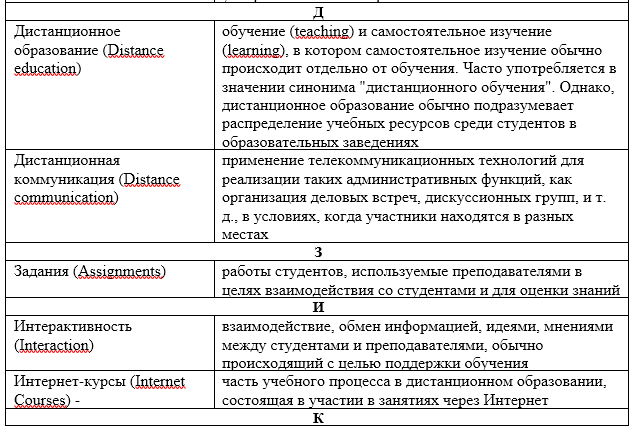 Д
Дистанционное
образование (Distance
education)
обучение (teaching) и самостоятельное изучение
(learning), в котором самостоятельное изучение обычно
происходит отдельно от обучения. Часто употребляется в
значении синонима "дистанционного обучения". Однако,
дистанционное образование обычно подразумевает
распределение учебных ресурсов среди студентов в
образовательных заведениях
Дистанционная
коммуникация (Distance
communication)
применение телекоммуникационных технологий для
реализации таких административных функций, как
организация деловых встреч, дискуссионных групп, и т.
д., в условиях, когда участники находятся в разных
местах
З
Задания (Assignments)
работы студентов, используемые преподавателями в
целях взаимодействия со студентами и для оценки знаний
И
Интерактивность
(Interaction)
взаимодействие, обмен информацией, идеями, мнениями
между студентами и преподавателями, обычно
происходящий с целью поддержки обучения
Интернет-курсы (Internet
Courses) -
часть учебного процесса в дистанционном образовании,
состоящая в участии в занятиях через Интернет
К